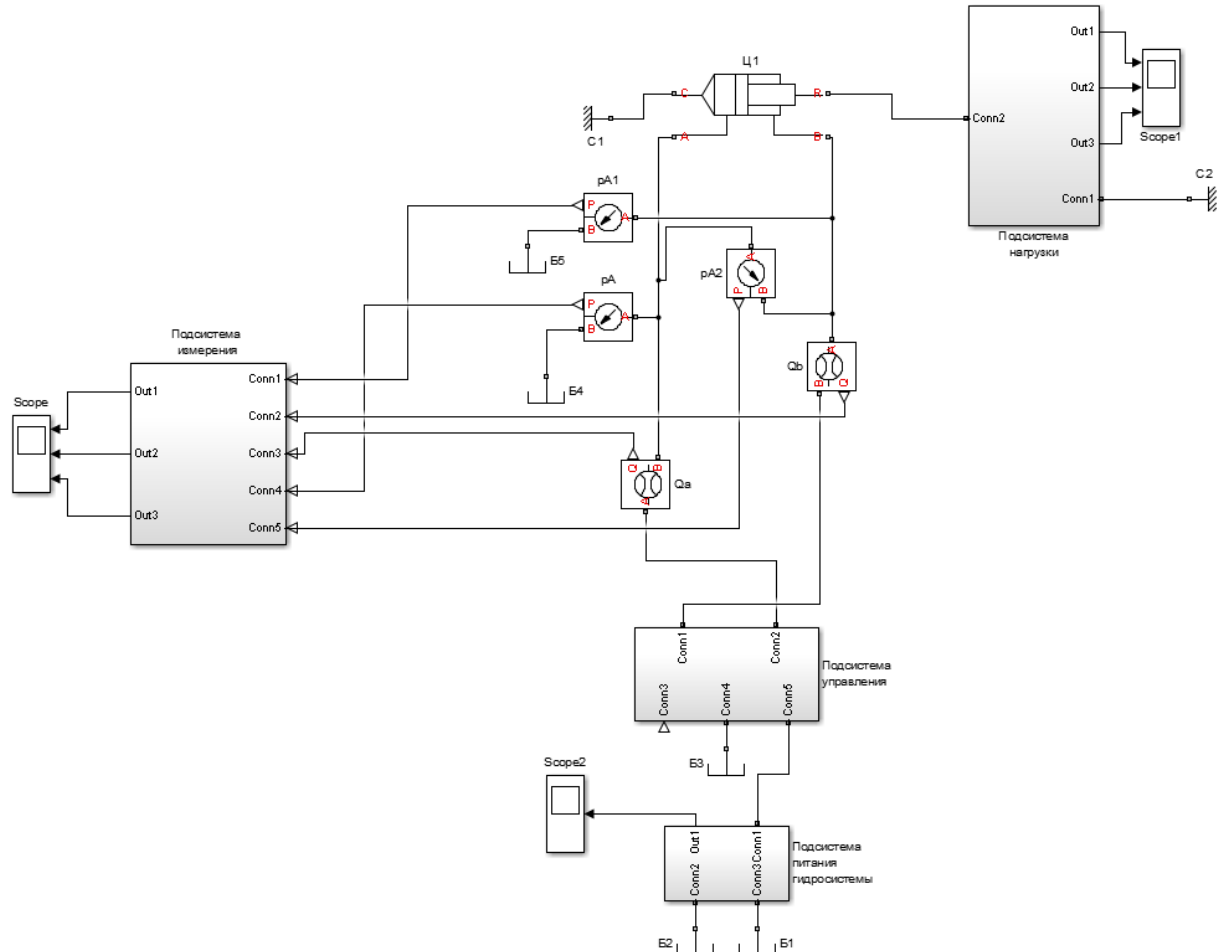 Out1
Out2
Out3
Conn2
Conn1
Scope1
Подсистема
нагрузки
C2
Ц1
C
R
A
B
C1
pA1
P
A
B
Б5
pA2
A
P
B
pA
P
A
B
Б4
Qb
A
B
Q
Подсистема
измерения
Out1
Out2
Out3
Conn1
Conn2
Conn3
Conn4
Conn5
Scope
Q
B
A
Qa
Conn1
Conn2
Conn3
Conn4
Conn5
Подсистема
управления
Б3
Scope2
Out1
Conn1
Conn2
Conn3
Подсистема
питания
гидросистемы
Б2
Б1